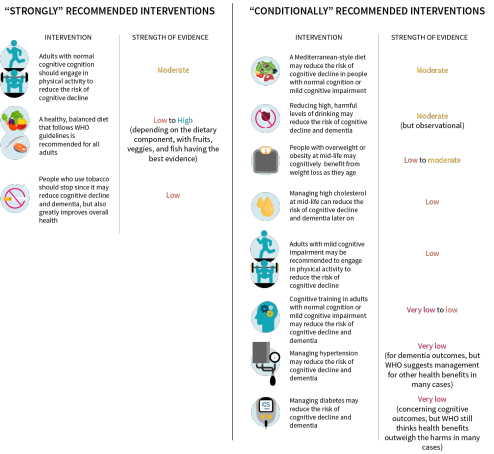 "STRONGLY" RECOMMENDED INTERVENTIONS
INTERVENTION
STRENGTH OF EVIDENCE
Adults with normal
cognitive cognition
should engage in
physical activity to
reduce the risk of
cognitive decline
Moderate
A healthy, balanced diet
that follows WHO
guidelines is
recommended for all
adults
Low to High
(depending on the dietary
component, with fruits,
veggies, and fish having the
best evidence)
People who use tobacco
should stop since it may
reduce cognitive decline
and dementia, but also
greatly improves overall
health
Low
"CONDITIONALLY" RECOMMENDED INTERVENTIONS
INTERVENTION
STRENGTH OF EVIDENCE
A Mediterranean-style diet
may reduce the risk of
cognitive decline in people
with normal cognition or
mild cognitive impairment
Moderate
Reducing high, harmful
levels of drinking may
reduce the risk of cognitive
decline and dementia
Moderate
(but observational)
People with overweight or
obesity at mid-life may
cognitively benefit from
weight loss as they age
Low to moderate
Managing high cholesterol
at mid-life can reduce the
risk of cognitive decline
and dementia later on
Low
Adults with mild cognitive
impairment may be
recommended to engage
in physical activity to
reduce the risk of
cognitive decline
Low
Cognitive training in adults
with normal cognition or
mild cognitive impairment
may reduce the risk of
cognitive decline and
dementia
Very low to low
Managing hypertension
may reduce the risk of
cognitive decline and
dementia
Very low
(for dementia outcomes, but
WHO suggests management
for other health benefits in
many cases)
Managing diabetes may
reduce the risk of
cognitive decline and
dementia
Very low
(concerning cognitive
outcomes, but WHO still
thinks health benefits
outweigh the harms in many
cases)